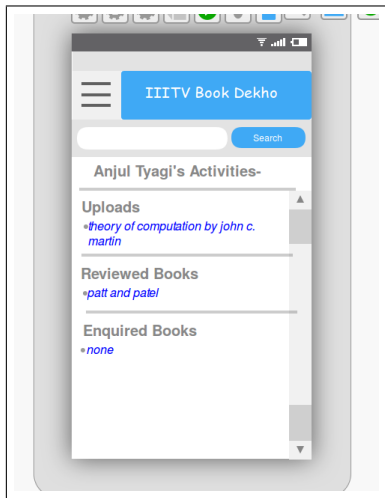 IIITV Book Dekho
Search
Anjul Tyagi's Activities-
Uploads
•theory of computation by john c.
martin
Reviewed Books
•patt and patel
Enquired Books
•none